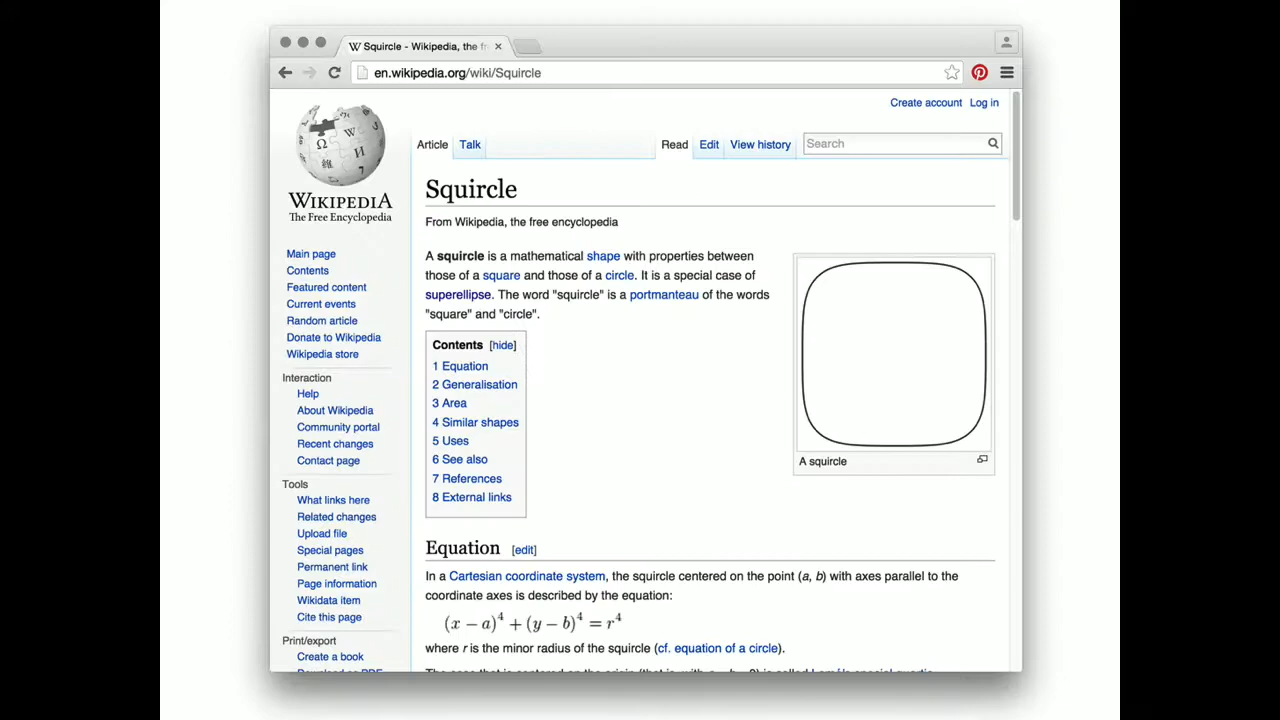 Squircle - Wikipedia, the fr
en.wikipedia.org/wiki/Squircle
Create account Log in
Article Talk Read Edit View history Search
WIKIPEDIA
The Free Encyclopedia
Main page
Contents
Featured content
Current events
Random article
Donate to Wikipedia
Wikipedia store
Interaction
Help
About Wikipedia
Community portal
Recent changes
Contact page
Tools
What links here
Related changes
Upload file
Special pages
Permanent link
Page information
Wikidata item
Cite this page
Print/export
Create a book
Download as PDF
Squircle
From Wikipedia, the free encyclopedia
A squircle is a mathematical shape with properties between
those of a square and those of a circle. It is a special case of
superellipse. The word "squircle" is a portmanteau of the words
"square" and "circle".
A squircle
Contents [hide]
1 Equation
2 Generalisation
3 Area
4 Similar shapes
5 Uses
6 See also
7 References
8 External links
Equation [edit]
In a Cartesian coordinate system, the squircle centered on the point (a, b) with axes parallel to the
coordinate axes is described by the equation:
(x − a)⁴ + (y − b)⁴ = r⁴
where r is the minor radius of the squircle (cf. equation of a circle).